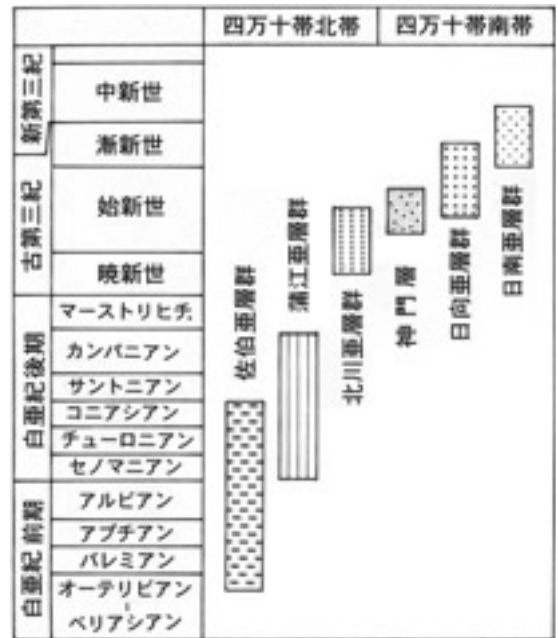 四万十帯北帯
四万十帯南帯
新第三紀
古第三紀
白亜紀後期
白亜紀前期
中新世
漸新世
始新世
暁新世
マーストリヒチ
カンパニアン
サントニアン
コニアシアン
チューロニアン
セノマニアン
アルビアン
アプチアン
バレミアン
オーテリビアン
~
ベリアシアン
佐伯亜層群
蒲江亜層群
北川亜層群
神門層
日向亜層群
日南亜層群